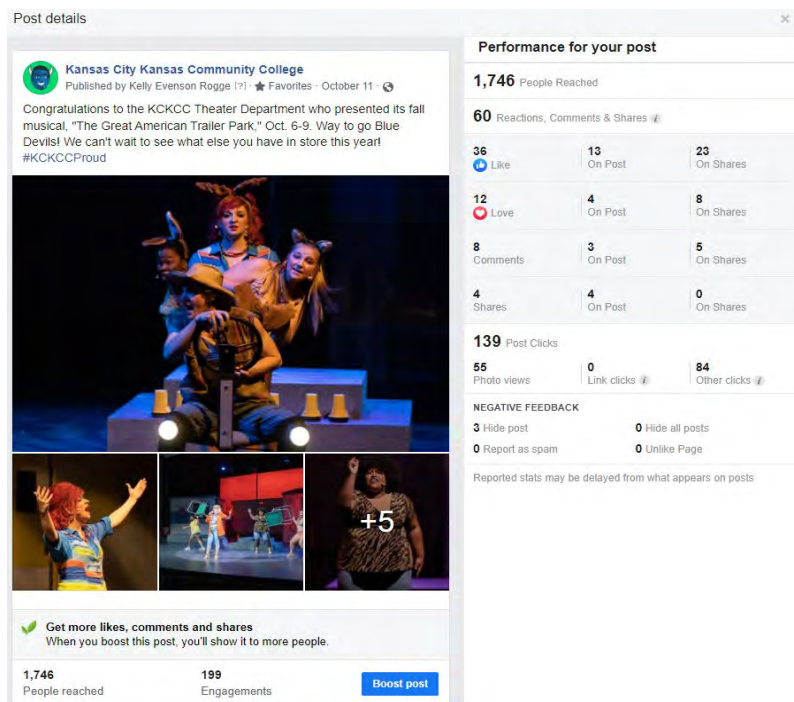 Post details
Kansas City Kansas Community College
Published by Kelly Evenson Rogge [?] · Favorites · October 11 ·
Congratulations to the KCKCC Theater Department who presented its fall
musical, "The Great American Trailer Park," Oct. 6-9. Way to go Blue
Devils! We can't wait to see what else you have in store this year!
#KCKCCProud
+5
Get more likes, comments and shares
When you boost this post, you'll show it to more people.
1,746 199
People reached Engagements
Boost post
Performance for your post
1,746 People Reached
60 Reactions, Comments & Shares
36 13 23
Like On Post On Shares
12 4 8
Love On Post On Shares
8 3 5
Comments On Post On Shares
4 4 0
Shares On Post On Shares
139 Post Clicks
55 0 84
Photo views Link clicks Other clicks
NEGATIVE FEEDBACK
3 Hide post 0 Hide all posts
0 Report as spam 0 Unlike Page
Reported stats may be delayed from what appears on posts